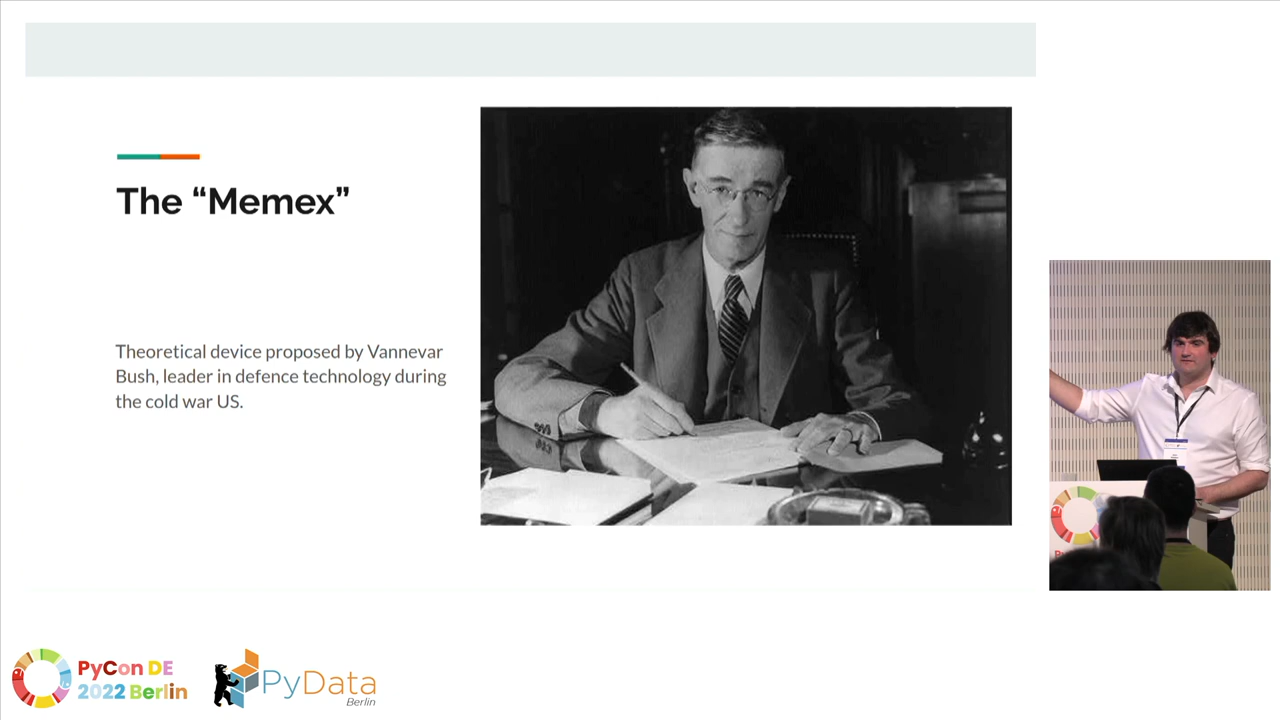 The “Memex”
Theoretical device proposed by Vannevar
Bush, leader in defence technology during
the cold war US.
PyCon DE
2022 Berlin
PyData
Berlin